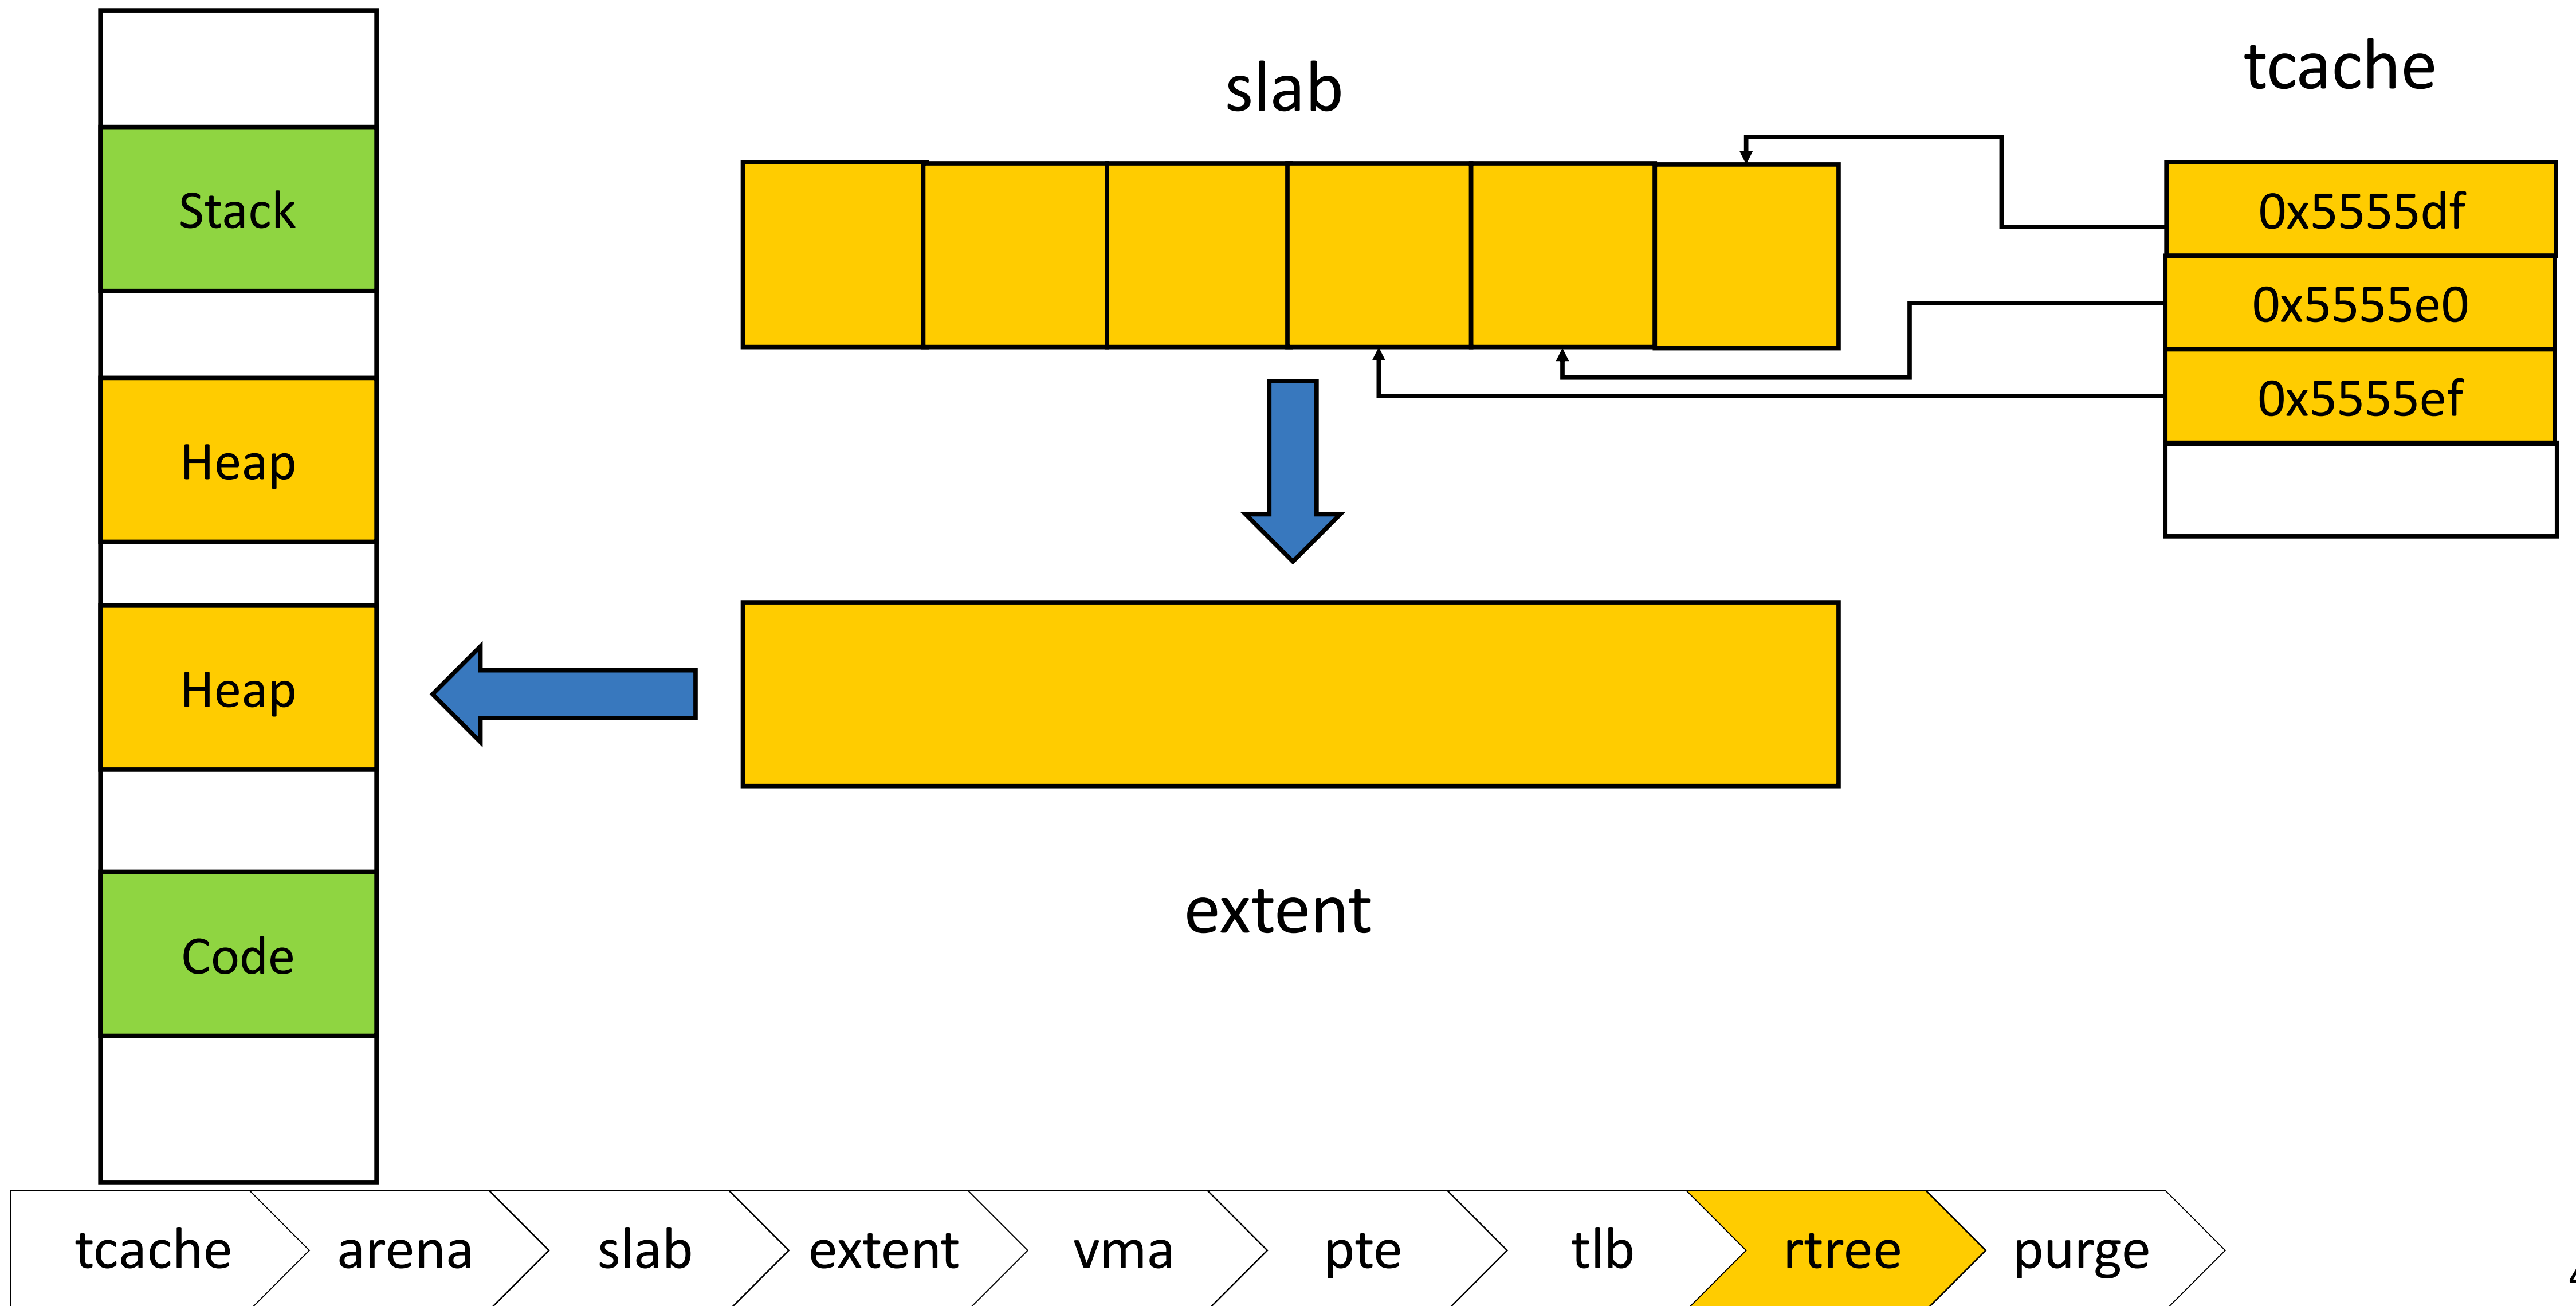 slab
tcache
Stack
Heap
Heap
Code
0x5555df
0x5555e0
0x5555ef
extent
tcache
arena
slab
extent
vma
pte
tlb
rtree
purge